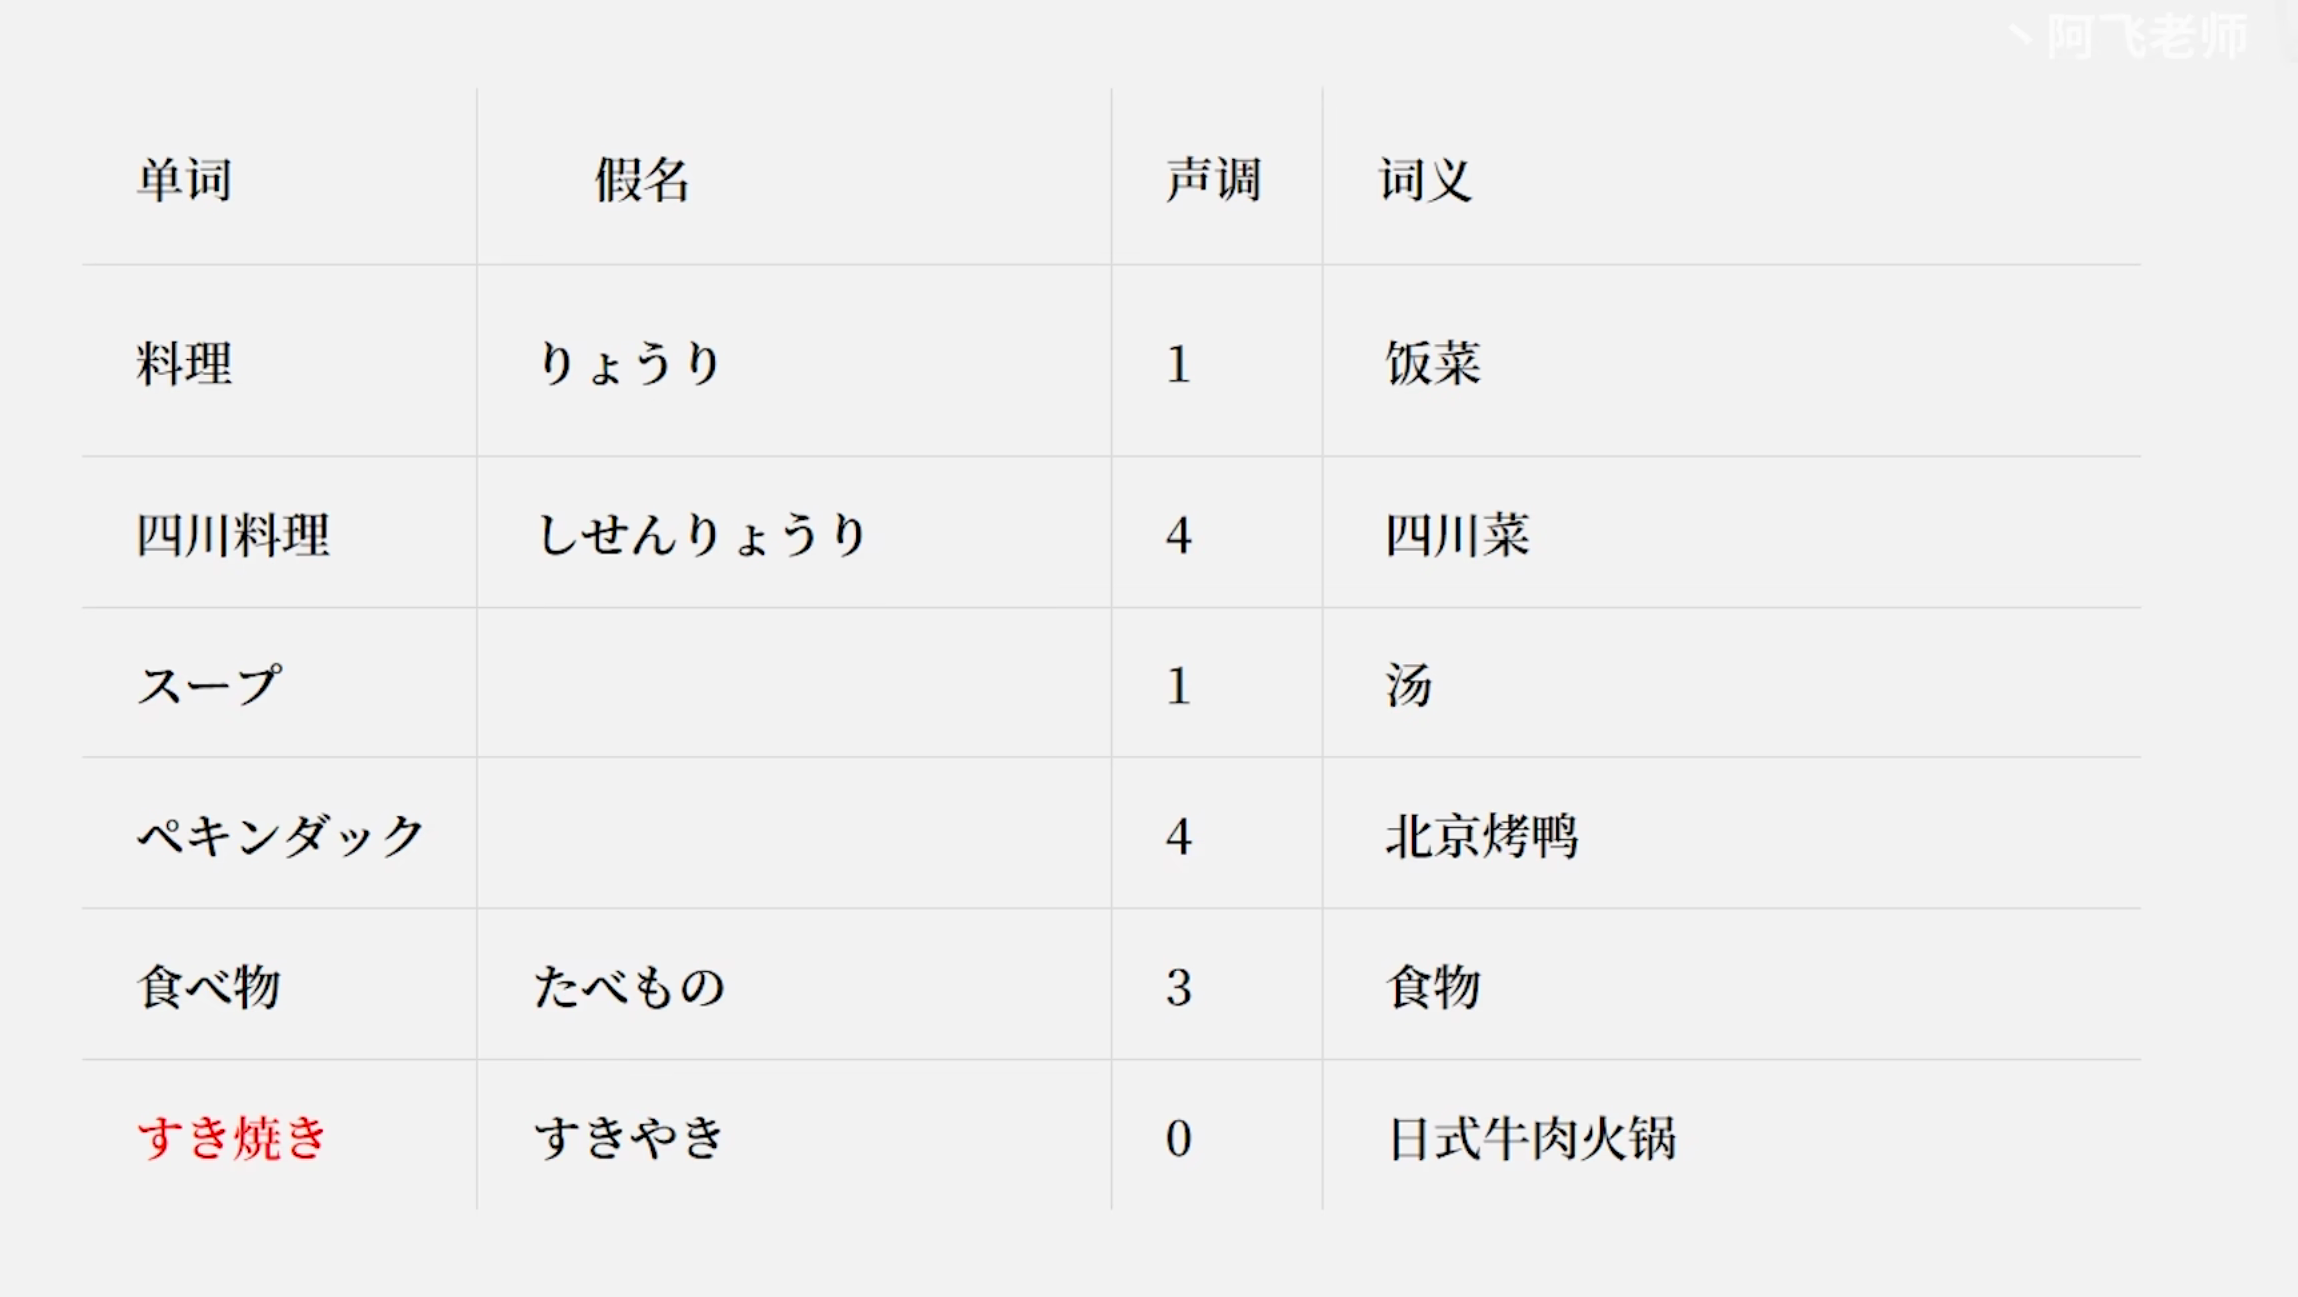 丶阿飞老师
单词 假名 声调 词义
料理 りょうり 1 饭菜
四川料理 しせんりょうり 4 四川菜
スープ 1 汤
ペキンダック 4 北京烤鸭
食べ物 たべもの 3 食物
すき焼き すきやき 0 日式牛肉火锅